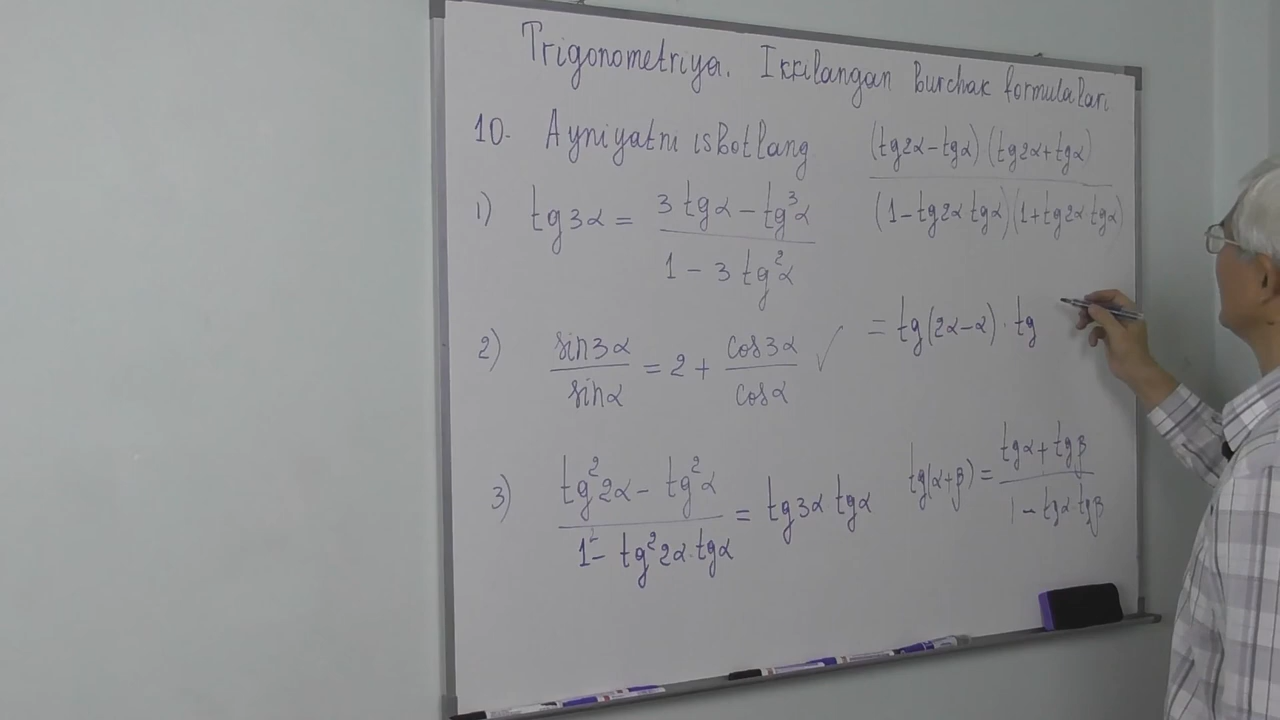 Trigonometriya. Ikkilangan burchak formulalari
10. Ayniyatni isbotlang
1) tg3α = (3tgα − tg³α) / (1 − 3tg²α)
2) sin3α / sinα = 2 + cos3α / cosα ✓
3) (tg²2α − tg²α) / (1² − tg²2α·tgα) = tg3α·tgα
(tg2α − tgα)·(tg2α + tgα) / (1 − tg2α·tgα)(1 + tg2α·tgα)
= tg(2α − α)·tg
tg(α+β) = (tgα + tgβ) / (1 − tgα·tgβ)